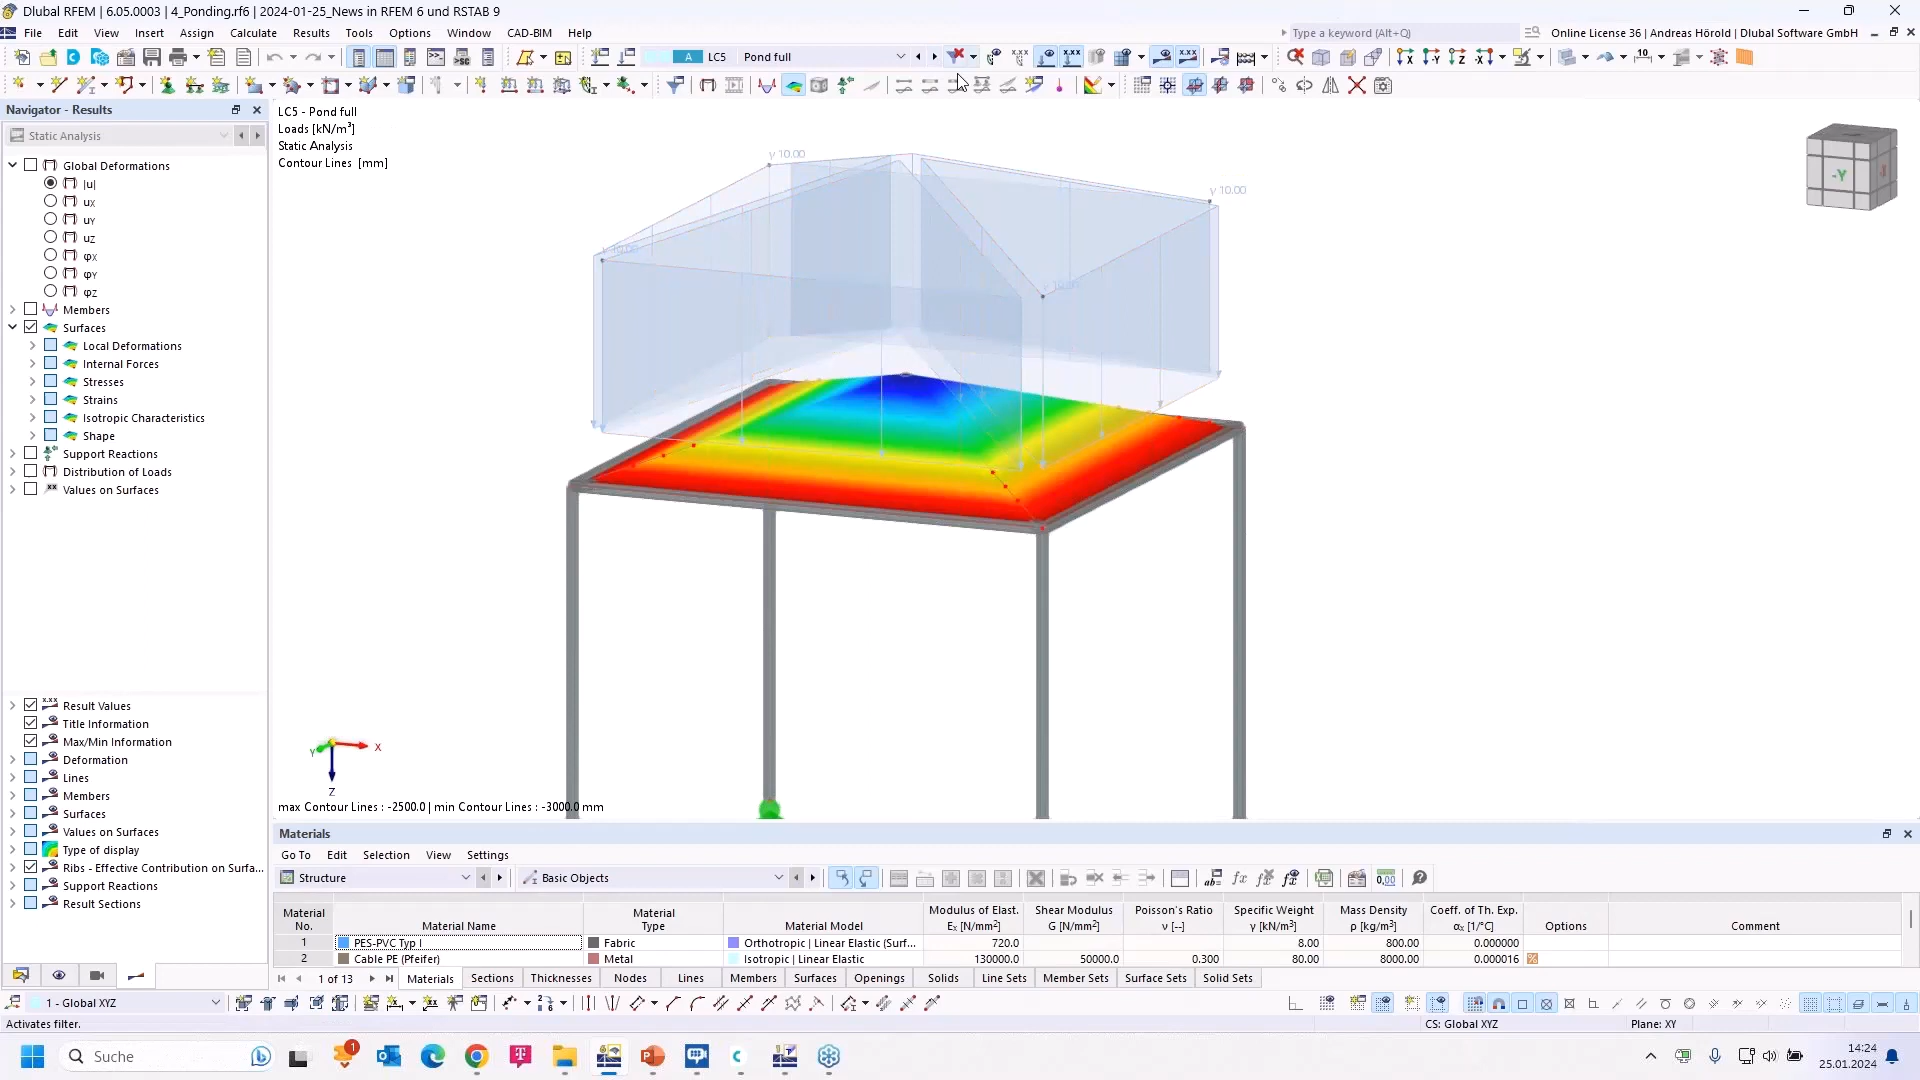 Dlubal RFEM | 6.05.0003 | 4_Ponding.rf6 | 2024-01-25_News in RFEM 6 und RSTAB 9
File Edit View Insert Assign Calculate Results Tools Options Window CAD-BIM Help
Type a keyword (Alt+Q)
Online License 36 | Andreas Hörold | Dlubal Software GmbH
A LC5 Pond full
Navigator - Results
Static Analysis
Global Deformations
|u|
uX
uY
uZ
φX
φY
φZ
Members
Surfaces
Local Deformations
Internal Forces
Stresses
Strains
Isotropic Characteristics
Shape
Support Reactions
Distribution of Loads
Values on Surfaces
Result Values
Title Information
Max/Min Information
Deformation
Lines
Members
Surfaces
Values on Surfaces
Type of display
Ribs - Effective Contribution on Surfa...
Support Reactions
Result Sections
LC5 - Pond full
Loads [kN/m³]
Static Analysis
Contour Lines [mm]
γ 10.00
γ 10.00
γ 10.00
γ 10.00
-Y
X
Y
Z
max Contour Lines : -2500.0 | min Contour Lines : -3000.0 mm
Materials
Go To Edit Selection View Settings
Structure Basic Objects
Material No. Material Name Material Type Material Model Modulus of Elast. Eₓ [N/mm²] Shear Modulus G [N/mm²] Poisson's Ratio ν [--] Specific Weight γ [kN/m³] Mass Density ρ [kg/m³] Coeff. of Th. Exp. αₓ [1/°C] Options Comment
1 PES-PVC Typ I Fabric Orthotropic | Linear Elastic (Surf... 720.0 8.00 800.00 0.000000
2 Cable PE (Pfeifer) Metal Isotropic | Linear Elastic 130000.0 50000.0 0.300 80.00 8000.00 0.000016
1 of 13 Materials Sections Thicknesses Nodes Lines Members Surfaces Openings Solids Line Sets Member Sets Surface Sets Solid Sets
1 - Global XYZ
Activates filter.
CS: Global XYZ
Plane: XY
Suche
1
14:24
25.01.2024